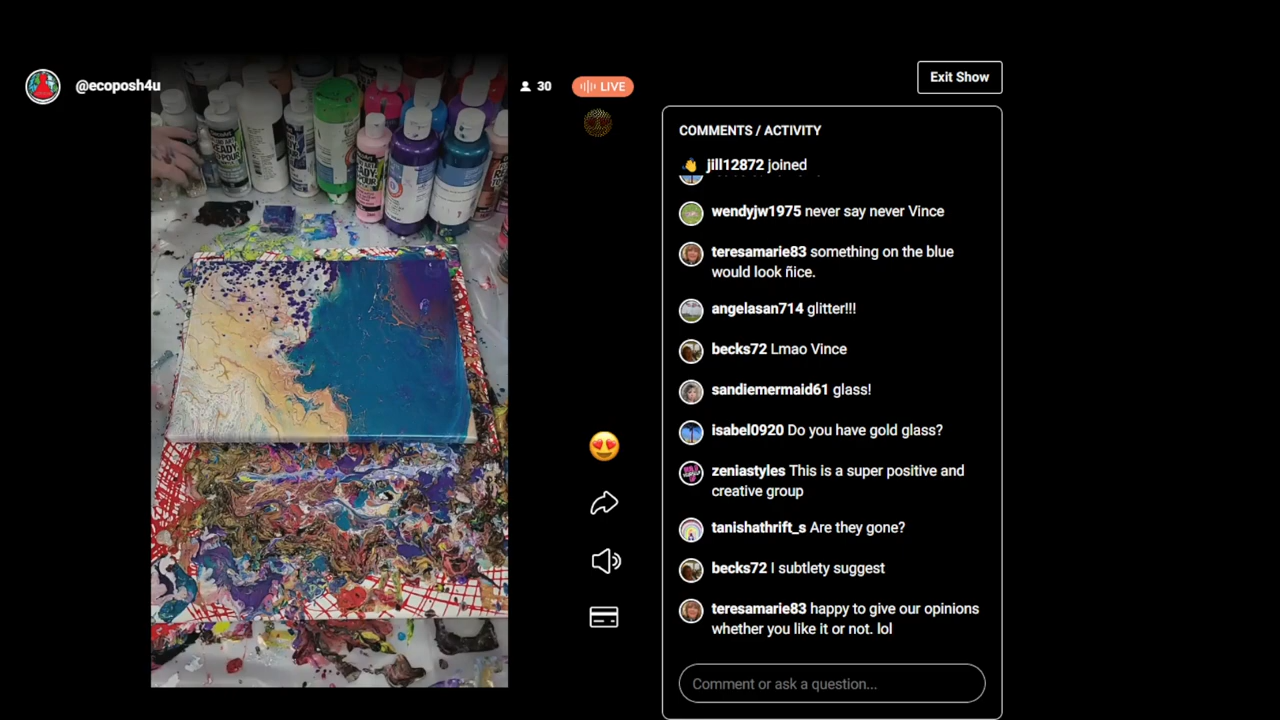 @ecoposh4u
30
LIVE
Exit Show
COMMENTS / ACTIVITY
👋 jill12872 joined
wendyjw1975 never say never Vince
teresamarie83 something on the blue
would look ñice.
angelasan714 glitter!!!
becks72 Lmao Vince
sandiemermaid61 glass!
isabel0920 Do you have gold glass?
zeniastyles This is a super positive and
creative group
tanishathrift_s Are they gone?
becks72 I subtlety suggest
teresamarie83 happy to give our opinions
whether you like it or not. lol
Comment or ask a question...